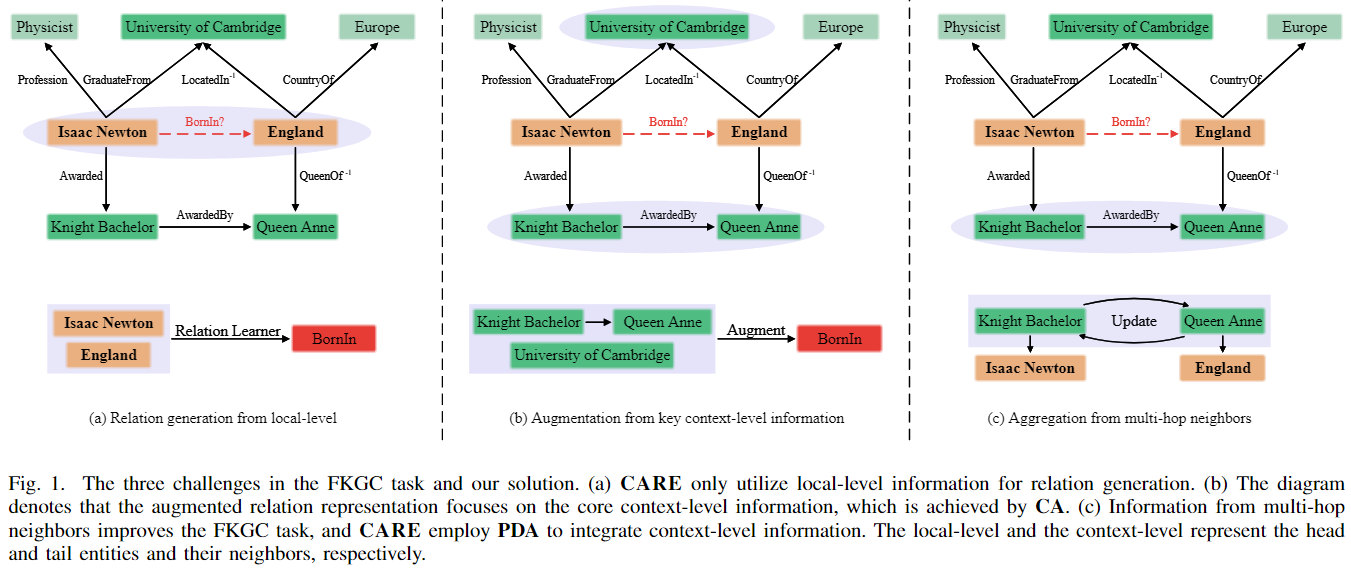 Physicist University of Cambridge Europe
Profession GraduateFrom LocatedIn-1 CountryOf
Isaac Newton BornIn? England
Awarded QueenOf -1
AwardedBy
Knight Bachelor Queen Anne
Isaac Newton
England
Relation Learner
BornIn
(a) Relation generation from local-level
Physicist University of Cambridge Europe
Profession GraduateFrom LocatedIn-1 CountryOf
Isaac Newton BornIn? England
Awarded QueenOf -1
AwardedBy
Knight Bachelor Queen Anne
Knight Bachelor Queen Anne
University of Cambridge
Augment
BornIn
(b) Augmentation from key context-level information
Physicist University of Cambridge Europe
Profession GraduateFrom LocatedIn-1 CountryOf
Isaac Newton BornIn? England
Awarded QueenOf -1
AwardedBy
Knight Bachelor Queen Anne
Knight Bachelor Update Queen Anne
Isaac Newton England
(c) Aggregation from multi-hop neighbors
Fig. 1. The three challenges in the FKGC task and our solution. (a) CARE only utilize local-level information for relation generation. (b) The diagram
denotes that the augmented relation representation focuses on the core context-level information, which is achieved by CA. (c) Information from multi-hop
neighbors improves the FKGC task, and CARE employ PDA to integrate context-level information. The local-level and the context-level represent the head
and tail entities and their neighbors, respectively.